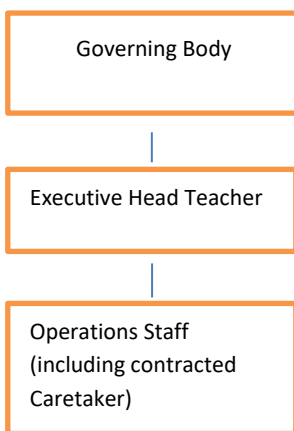 Governing Body
Executive Head Teacher
Operations Staff
(including contracted
Caretaker)